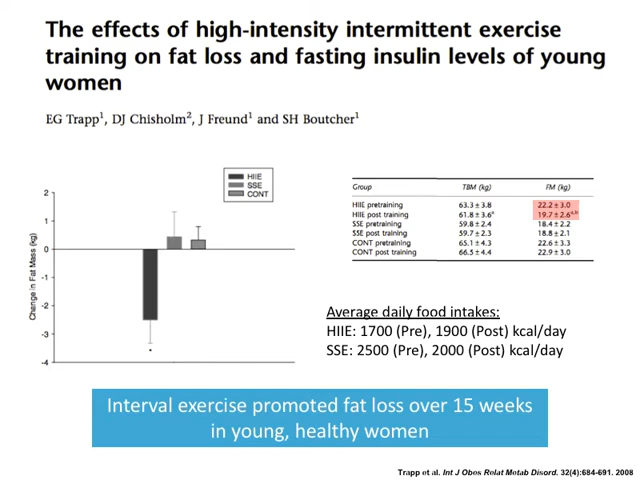 The effects of high-intensity intermittent exercise
training on fat loss and fasting insulin levels of young
women
EG Trapp¹, DJ Chisholm², J Freund¹ and SH Boutcher¹
HIIE
SSE
CONT
Change in Fat Mass (kg)
2
1
0
-1
-2
-3
-4
*
Group TBM (kg) FM (kg)
HIIE pretraining 63.3±3.8 22.2±3.0
HIIE post training 61.8±3.6ᵃ 19.7±2.6ᵃ,ᵇ
SSE pretraining 59.8±2.4 18.4±2.2
SSE post training 59.7±2.3 18.8±2.1
CONT pretraining 65.1±4.3 22.6±3.3
CONT post training 66.5±4.4 22.9±3.0
Average daily food intakes:
HIIE: 1700 (Pre), 1900 (Post) kcal/day
SSE: 2500 (Pre), 2000 (Post) kcal/day
Interval exercise promoted fat loss over 15 weeks
in young, healthy women
Trapp et al. Int J Obes Relat Metab Disord. 32(4):684-691. 2008